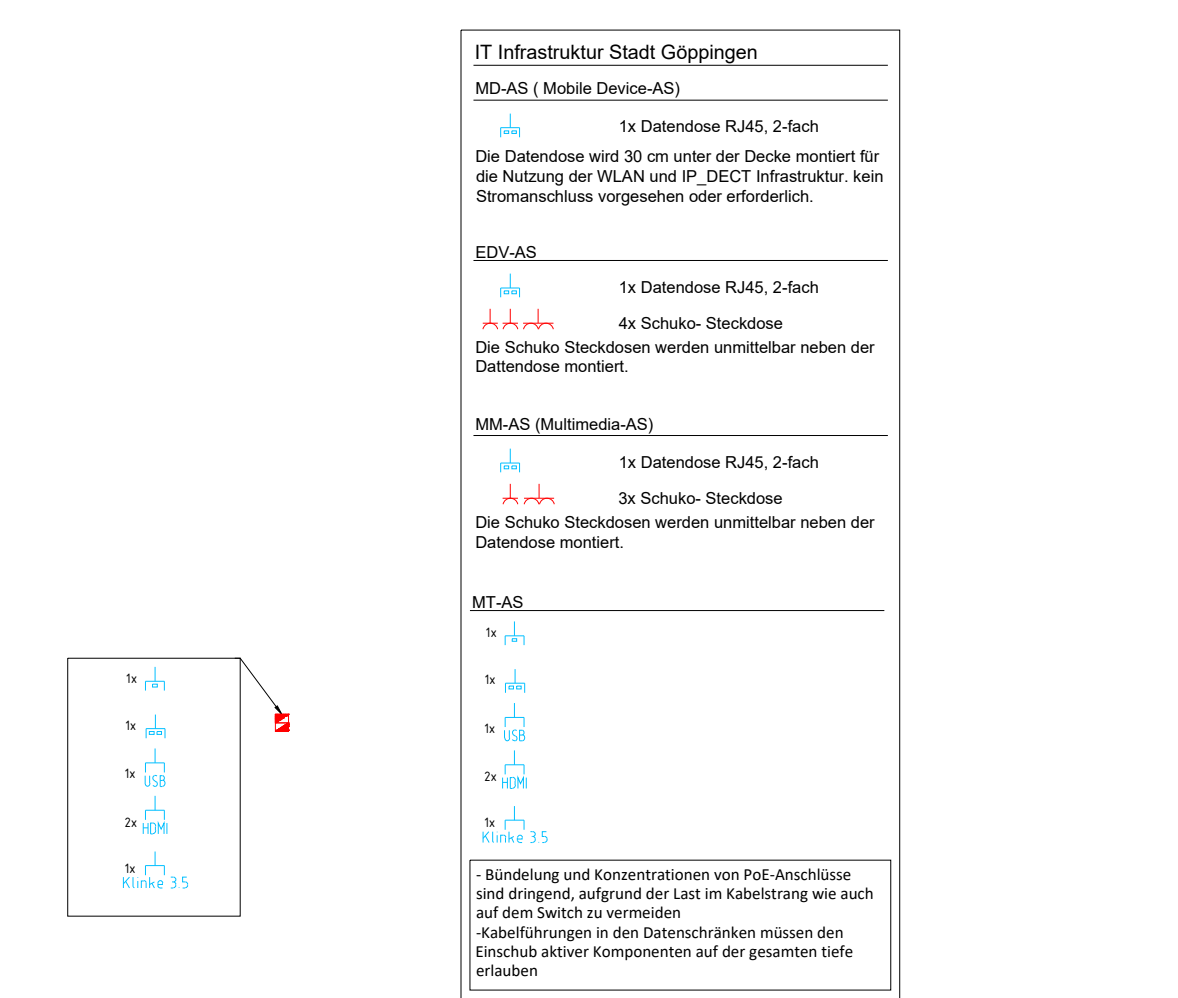 IT Infrastruktur Stadt Göppingen
MD-AS ( Mobile Device-AS)
1x Datendose RJ45, 2-fach
Die Datendose wird 30 cm unter der Decke montiert für
die Nutzung der WLAN und IP_DECT Infrastruktur. kein
Stromanschluss vorgesehen oder erforderlich.
EDV-AS
1x Datendose RJ45, 2-fach
4x Schuko- Steckdose
Die Schuko Steckdosen werden unmittelbar neben der
Dattendose montiert.
MM-AS (Multimedia-AS)
1x Datendose RJ45, 2-fach
3x Schuko- Steckdose
Die Schuko Steckdosen werden unmittelbar neben der
Datendose montiert.
MT-AS
1x
1x
1x USB
2x HDMI
1x
Klinke 3.5
- Bündelung und Konzentrationen von PoE-Anschlüsse
sind dringend, aufgrund der Last im Kabelstrang wie auch
auf dem Switch zu vermeiden
-Kabelführungen in den Datenschränken müssen den
Einschub aktiver Komponenten auf der gesamten tiefe
erlauben
1x
1x
1x USB
2x HDMI
1x
Klinke 3.5